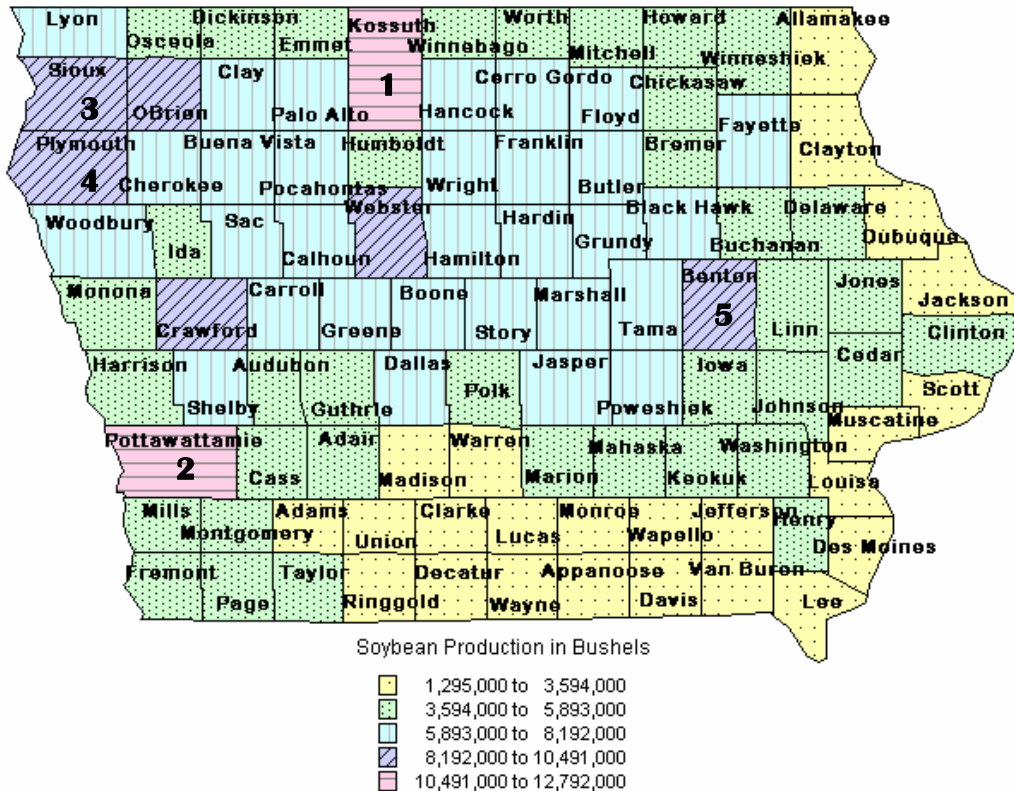 Lyon Osceola Dickinson Emmet Kossuth Winnebago Worth Mitchell Howard Winneshiek Allamakee
Sioux OBrien Clay Palo Alto Hancock Cerro Gordo Floyd Chickasaw Fayette Clayton
3 1
Plymouth Cherokee Buena Vista Pocahontas Humboldt Wright Franklin Butler Bremer
4
Woodbury Ida Sac Calhoun Webster Hamilton Hardin Grundy Black Hawk Buchanan Delaware Dubuque
Monona Crawford Carroll Greene Boone Story Marshall Tama Benton Linn Jones Jackson
5
Clinton
Cedar
Harrison Shelby Audubon Guthrie Dallas Polk Jasper Poweshiek Iowa Johnson Scott
Muscatine
Pottawattamie Cass Adair Madison Warren Marion Mahaska Keokuk Washington Louisa
2
Mills Montgomery Adams Union Clarke Lucas Monroe Wapello Jefferson Henry Des Moines
Fremont Page Taylor Ringgold Decatur Wayne Appanoose Davis Van Buren Lee
Soybean Production in Bushels
1,295,000 to 3,594,000
3,594,000 to 5,893,000
5,893,000 to 8,192,000
8,192,000 to 10,491,000
10,491,000 to 12,792,000